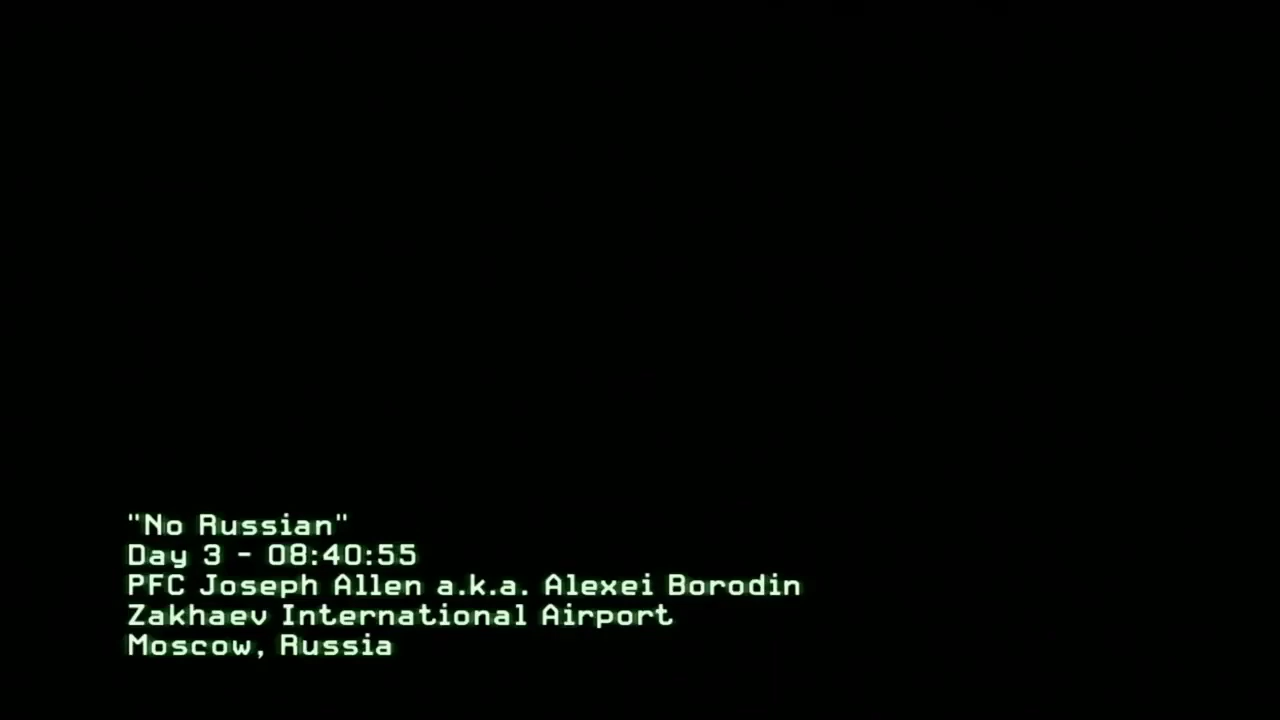 "No Russian"
Day 3 - 08:40:55
PFC Joseph Allen a.k.a. Alexei Borodin
Zakhaev International Airport
Moscow, Russia